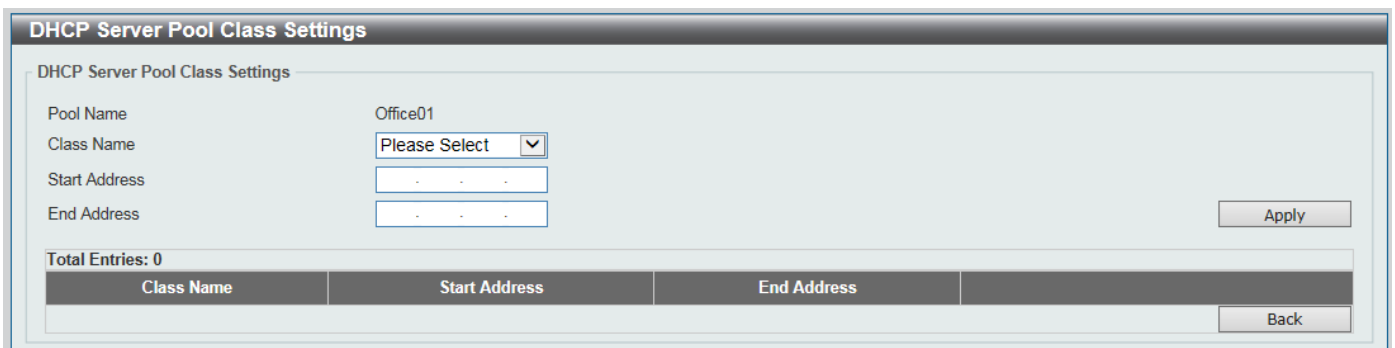 DHCP Server Pool Class Settings
DHCP Server Pool Class Settings
Pool Name Office01
Class Name Please Select
Start Address . . .
End Address . . . Apply
Total Entries: 0
Class Name Start Address End Address
Back